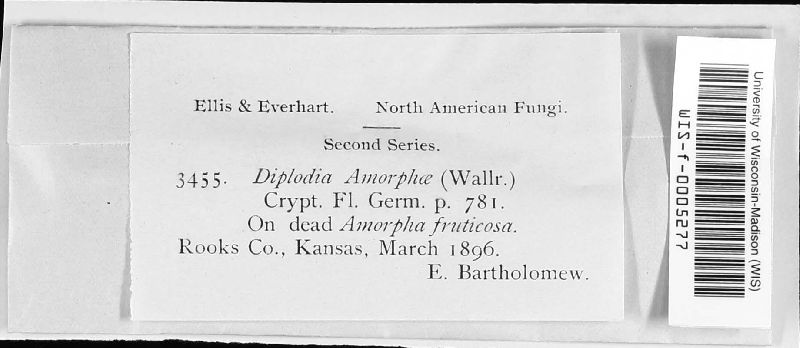 Ellis & Everhart. North American Fungi.
Second Series.
3455. Diplodia Amorphæ (Wallr.)
Crypt. Fl. Germ. p. 781.
On dead Amorpha fruticosa.
Rooks Co., Kansas, March 1896.
E. Bartholomew.
University of Wisconsin-Madison (WIS)
WIS-f-0005277